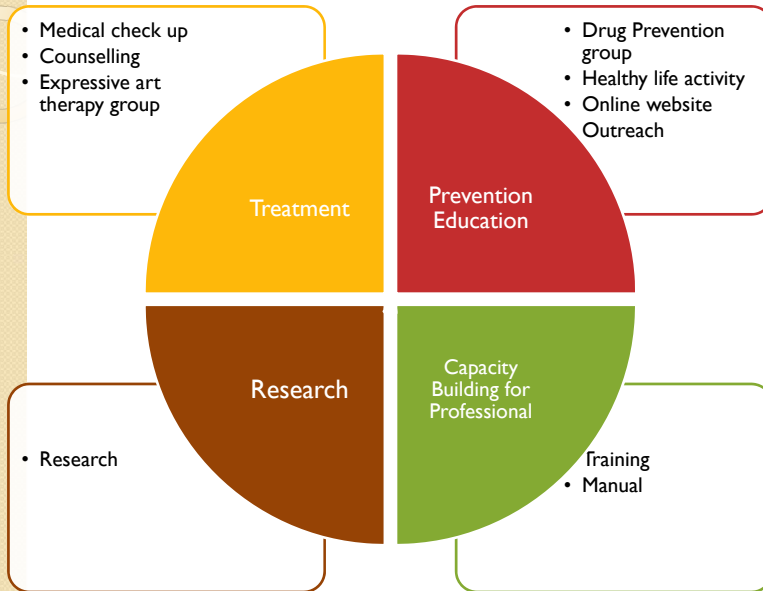 • Medical check up
• Counselling
• Expressive art
therapy group
• Drug Prevention
group
• Healthy life activity
• Online website
Outreach
Treatment
Prevention
Education
Research
Capacity
Building for
Professional
• Research
Training
• Manual